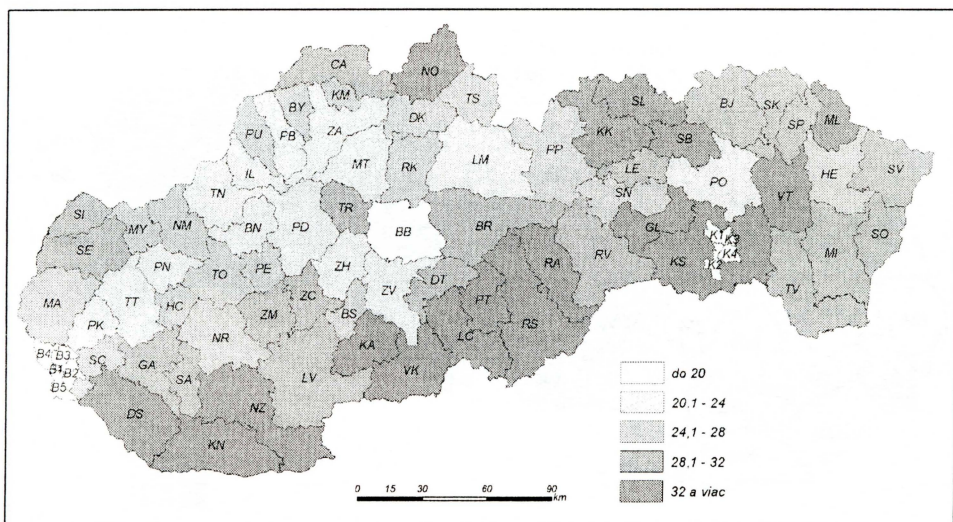 CA
NO
KM
TS
BY
PU
PB
ZA
DK
BJ
SK
SP
ML
SL
KK
SB
MT
RK
LM
PP
IL
TN
LE
PO
HE
SV
SN
VT
SI
MY
NM
BN
PD
TR
BB
BR
SE
GL
K1
K3
K4
K2
KS
SO
MI
PN
TO
PE
ZH
RV
RA
TV
MA
TT
HC
ZM
ZC
BS
ZV
DT
PT
RS
PK
NR
KA
LC
B4
B3
B1
B2
B5
SC
GA
SA
LV
VK
DS
NZ
KN
do 20
20.1 - 24
24,1 - 28
28,1 - 32
32 a viac
0 15 30 60 90
km